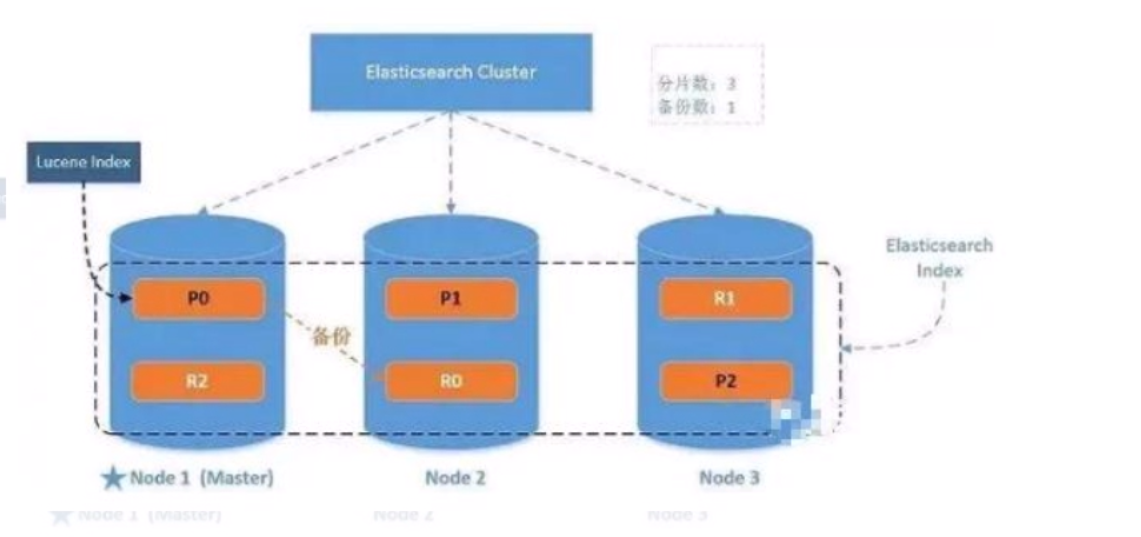 Elasticsearch Cluster
分片数：3
备份数：1
Lucene Index
Elasticsearch
Index
P0
P1
R1
备份
R2
R0
P2
Node 1 (Master)
Node 2
Node 3
Node 1 (Master)
Node 2
Node 3